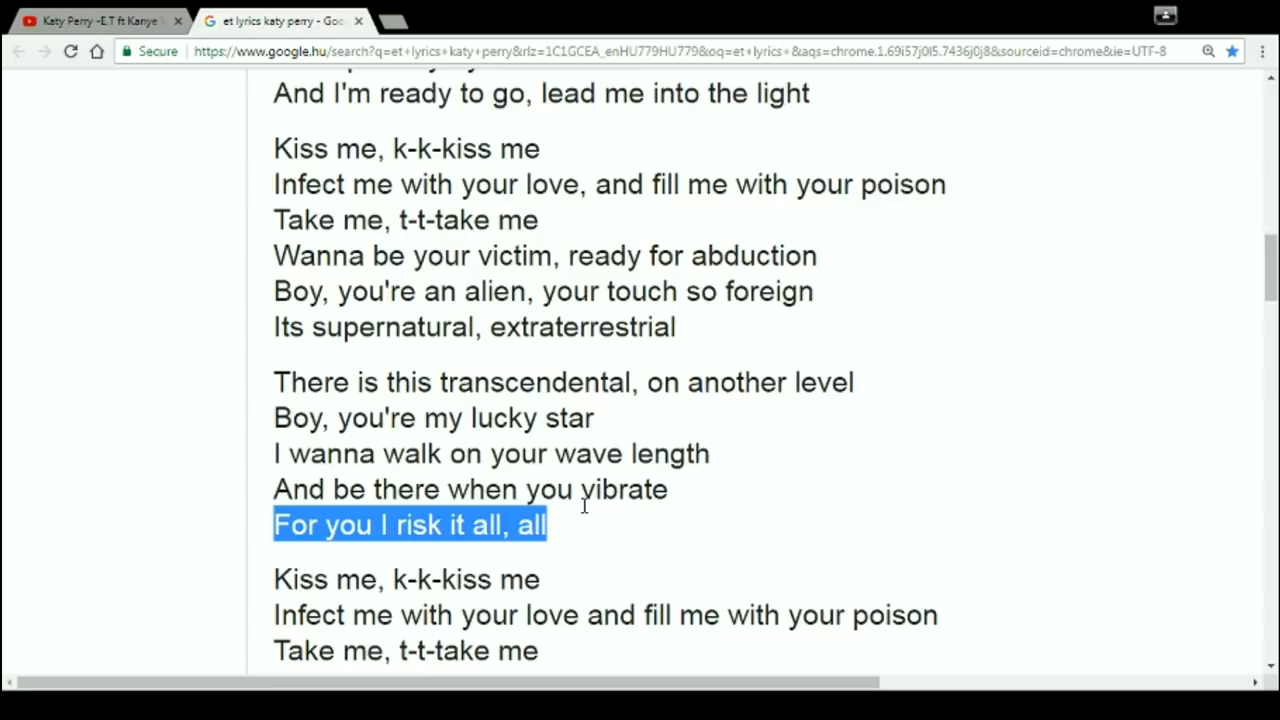 Katy Perry -E.T ft Kanye
et lyrics katy perry - Goo
Secure
https://www.google.hu/search?q=et+lyrics+katy+perry&rlz=1C1GCEA_enHU779HU779&oq=et+lyrics+&aqs=chrome.1.69i57j0l5.7436j0j8&sourceid=chrome&ie=UTF-8
And I'm ready to go, lead me into the light
Kiss me, k-k-kiss me
Infect me with your love, and fill me with your poison
Take me, t-t-take me
Wanna be your victim, ready for abduction
Boy, you're an alien, your touch so foreign
Its supernatural, extraterrestrial
There is this transcendental, on another level
Boy, you're my lucky star
I wanna walk on your wave length
And be there when you vibrate
For you I risk it all, all
Kiss me, k-k-kiss me
Infect me with your love and fill me with your poison
Take me, t-t-take me